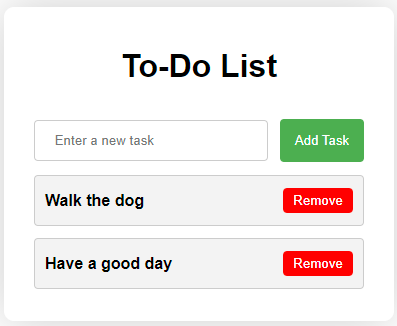 To-Do List
Enter a new task
Add Task
Walk the dog
Remove
Have a good day
Remove